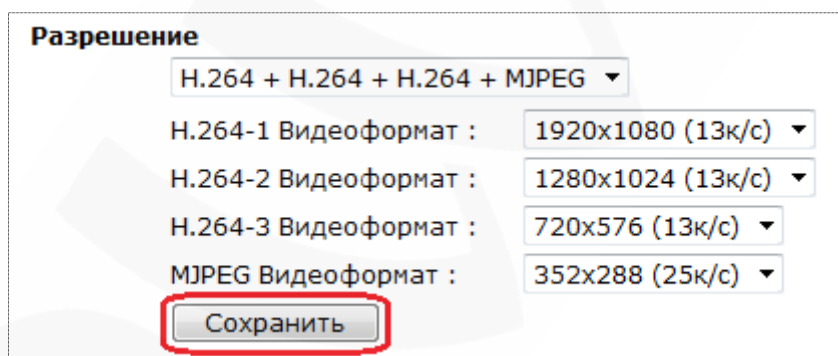 Разрешение
H.264 + H.264 + H.264 + MJPEG
H.264-1 Видеоформат : 1920x1080 (13к/с)
H.264-2 Видеоформат : 1280x1024 (13к/с)
H.264-3 Видеоформат : 720x576 (13к/с)
MJPEG Видеоформат : 352x288 (25к/с)
Сохранить